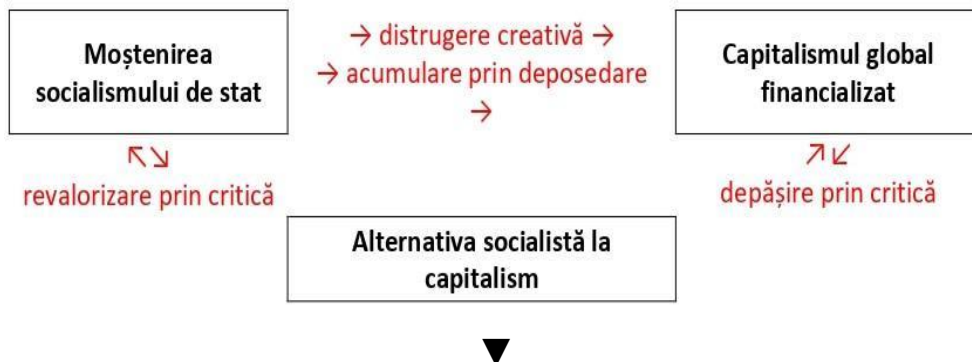 Moștenirea
socialismului de stat
→ distrugere creativă →
→ acumulare prin deposedare
→
Capitalismul global
financializat
↖↘
revalorizare prin critică
↗↙
depășire prin critică
Alternativa socialistă la
capitalism
▼